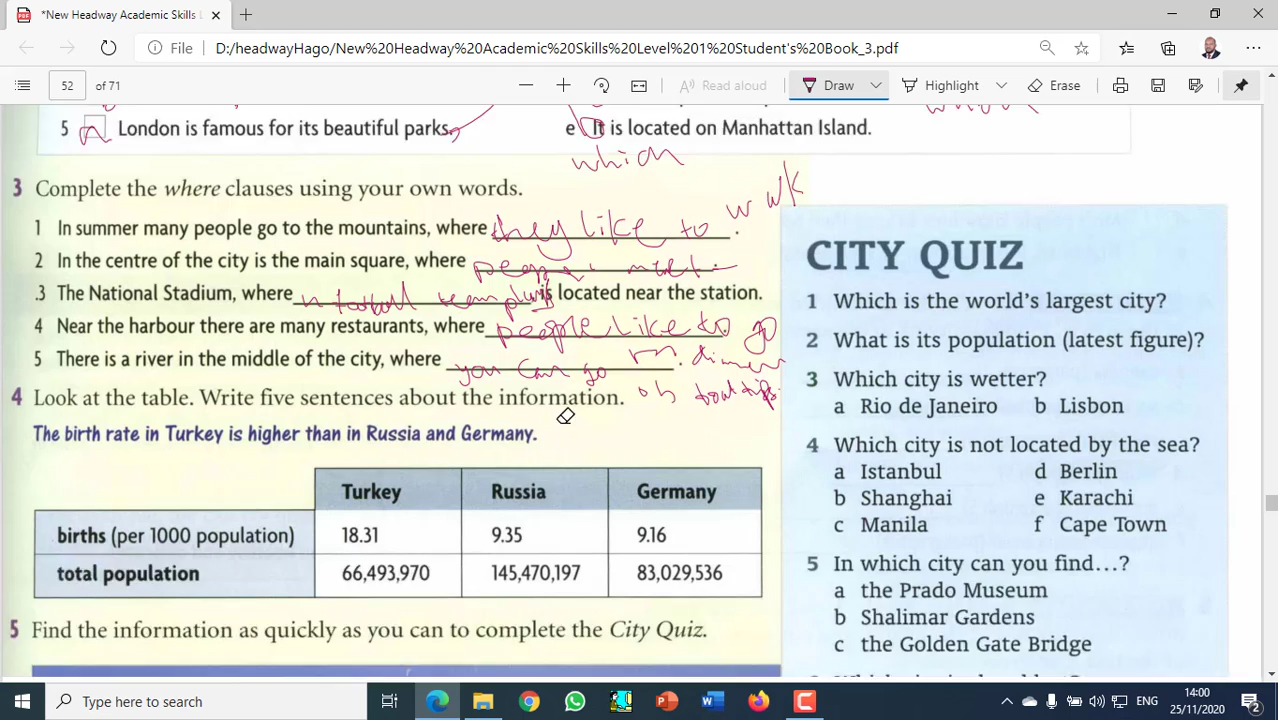 *New Headway Academic Skills L
File
D:/headwayHago/New%20Headway%20Academic%20Skills%20Level%201%20Student's%20Book_3.pdf
52 of 71
Read aloud
Draw
Highlight
Erase
5 a London is famous for its beautiful parks.
e It is located on Manhattan Island.
which
3 Complete the where clauses using your own words.
1 In summer many people go to the mountains, where they like to walk.
2 In the centre of the city is the main square, where people meet.
.3 The National Stadium, where football team plays is located near the station.
4 Near the harbour there are many restaurants, where people like to go
5 There is a river in the middle of the city, where you can go .
4 Look at the table. Write five sentences about the information.
The birth rate in Turkey is higher than in Russia and Germany.
Turkey Russia Germany
births (per 1000 population) 18.31 9.35 9.16
total population 66,493,970 145,470,197 83,029,536
5 Find the information as quickly as you can to complete the City Quiz.
CITY QUIZ
1 Which is the world's largest city?
2 What is its population (latest figure)?
3 Which city is wetter?
a Rio de Janeiro b Lisbon
4 Which city is not located by the sea?
a Istanbul d Berlin
b Shanghai e Karachi
c Manila f Cape Town
5 In which city can you find…?
a the Prado Museum
b Shalimar Gardens
c the Golden Gate Bridge
Type here to search
ENG
14:00
25/11/2020
2